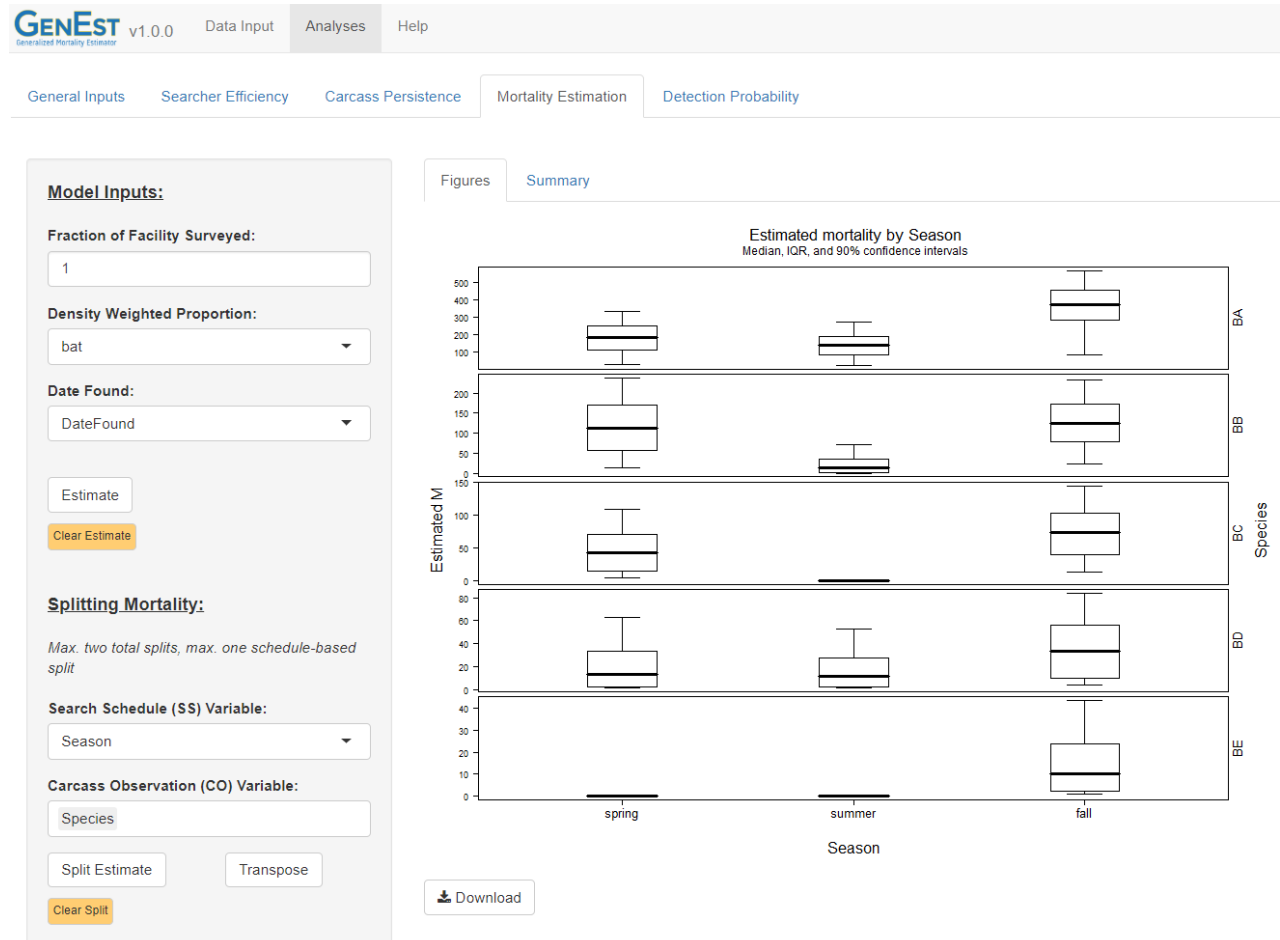 GENEST v1.0.0 Data Input Analyses Help
Generalized Mortality Estimator
General Inputs Searcher Efficiency Carcass Persistence Mortality Estimation Detection Probability
Model Inputs:
Fraction of Facility Surveyed:
1
Density Weighted Proportion:
bat
Date Found:
DateFound
Estimate
Clear Estimate
Splitting Mortality:
Max. two total splits, max. one schedule-based
split
Search Schedule (SS) Variable:
Season
Carcass Observation (CO) Variable:
Species
Split Estimate Transpose
Clear Split
Figures Summary
Estimated mortality by Season
Median, IQR, and 90% confidence intervals
Estimated M
500
400
300
200
100
BA
200
150
100
50
0
BB
150
100
50
0
BC
80
60
40
20
0
BD
40
30
20
10
0
BE
Species
spring summer fall
Season
Download